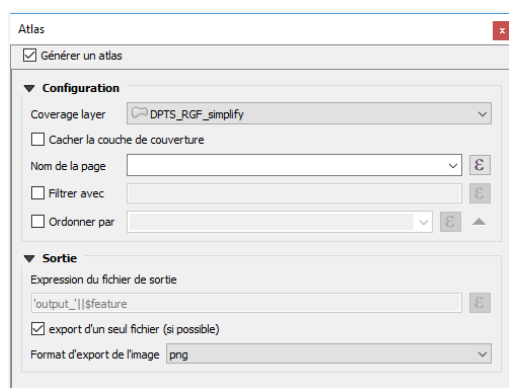 Atlas
x
Générer un atlas
Configuration
Coverage layer DPTS_RGF_simplify
Cacher la couche de couverture
Nom de la page ε
Filtrer avec ε
Ordonner par ε
Sortie
Expression du fichier de sortie
'output_'||$feature ε
export d'un seul fichier (si possible)
Format d'export de l'image png